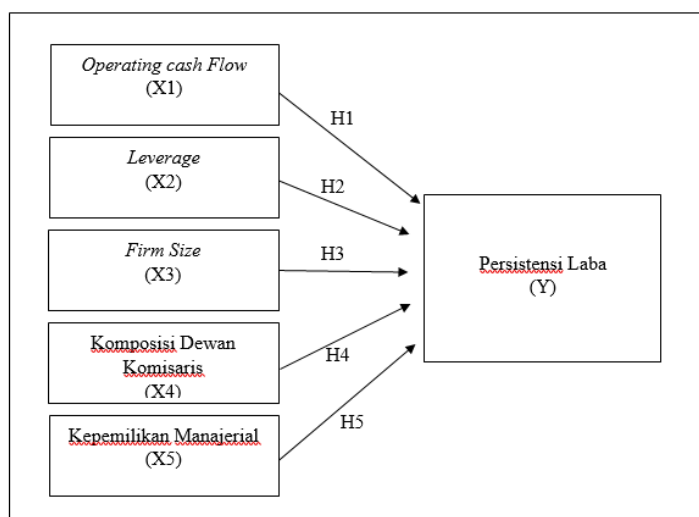 Operating cash Flow
(X1)
H1
Leverage
(X2)
H2
Firm Size
(X3)
H3
Persistensi Laba
(Y)
Komposisi Dewan
Komisaris
(X4)
H4
Kepemilikan Manajerial
(X5)
H5